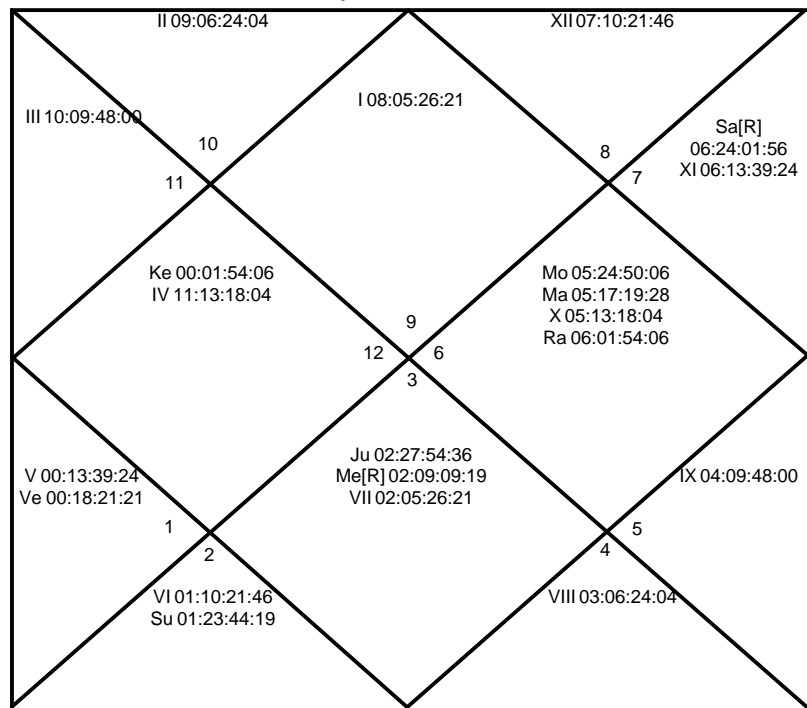 II 09:06:24:04
XII 07:10:21:46
I 08:05:26:21
III 10:09:48:00
Sa[R]
06:24:01:56
XI 06:13:39:24
10
8
11
7
Ke 00:01:54:06
IV 11:13:18:04
Mo 05:24:50:06
Ma 05:17:19:28
X 05:13:18:04
Ra 06:01:54:06
9
12
6
3
Ju 02:27:54:36
Me[R] 02:09:09:19
VII 02:05:26:21
V 00:13:39:24
Ve 00:18:21:21
IX 04:09:48:00
1
5
2
4
VI 01:10:21:46
Su 01:23:44:19
VIII 03:06:24:04